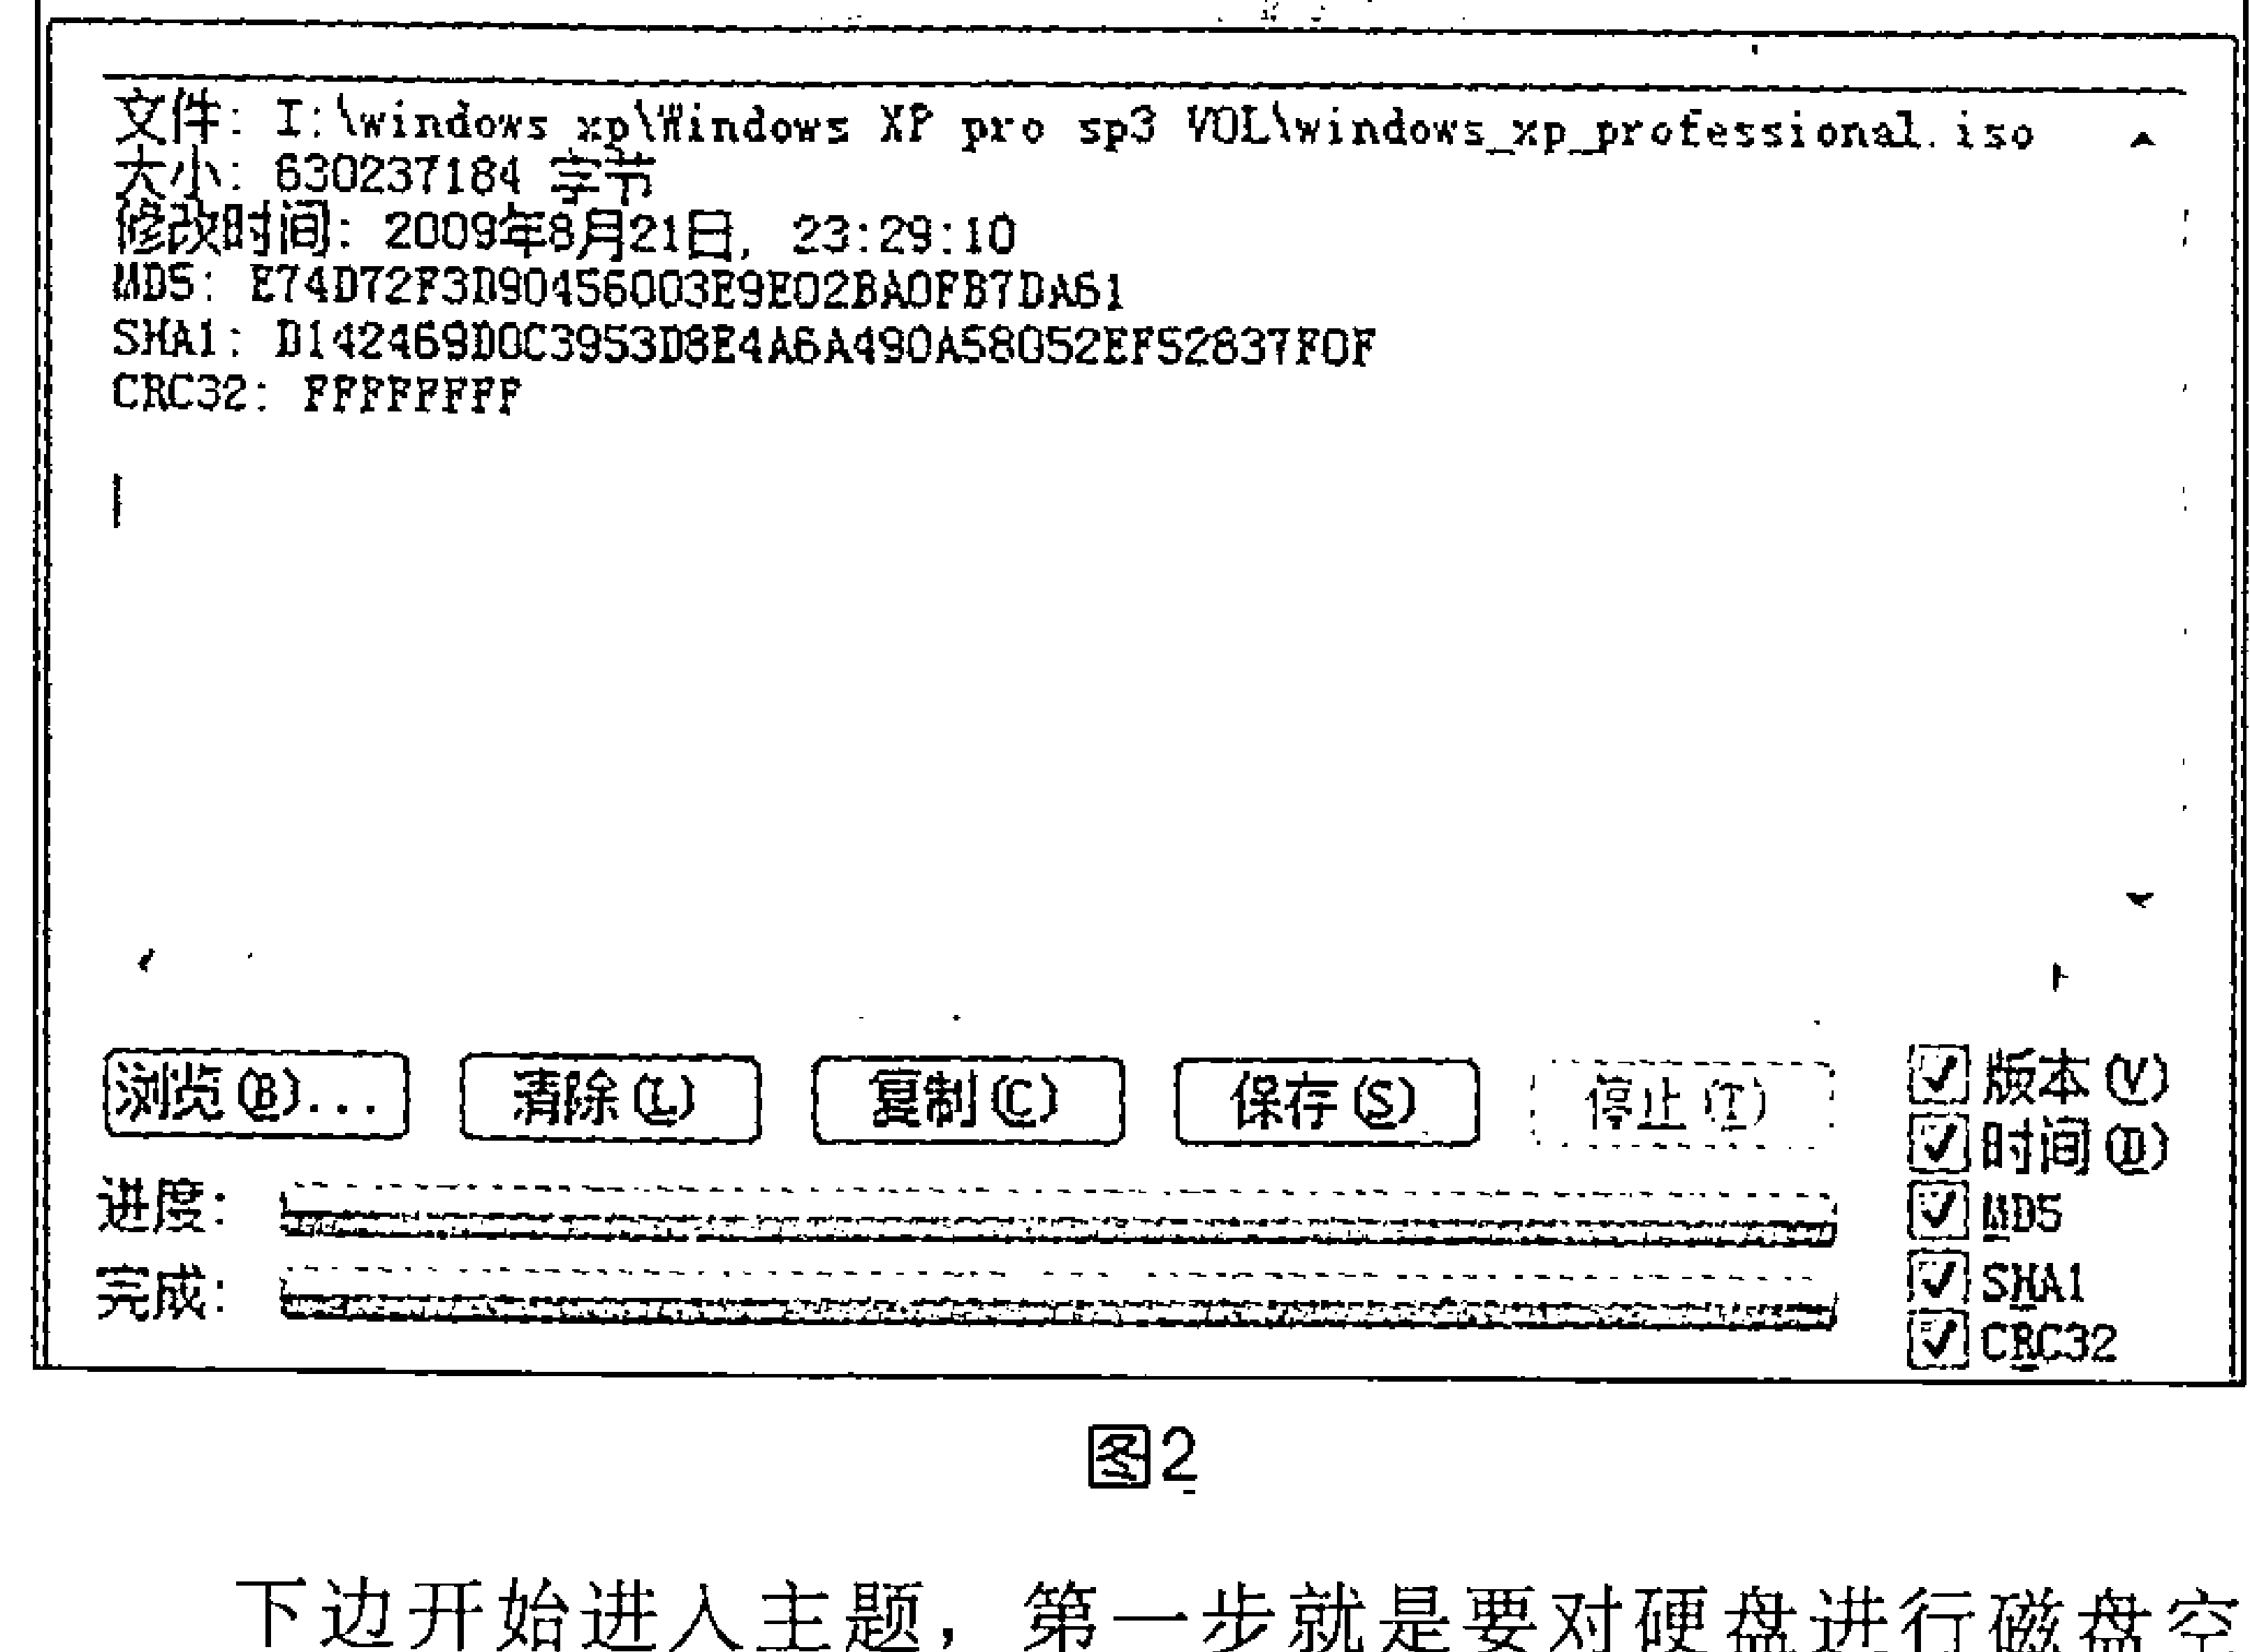 文件: I:\windows xp\Windows XP pro sp3 VOL\windows_xp_professional.iso
大小: 630237184 字节
修改时间: 2009年8月21日, 23:29:10
MD5: E74D72F3D90456003E9E02BA0FB7DA61
SHA1: D142469D0C3953D8E4A6A490A58052EF52837F0F
CRC32: FFFFFFFF
浏览(B)... 清除(L) 复制(C) 保存(S) 停止(T) 版本(V)
时间(D)
进度: MD5
完成: SHA1
CRC32
图2
下边开始进入主题，第一步就是要对硬盘进行磁盘空